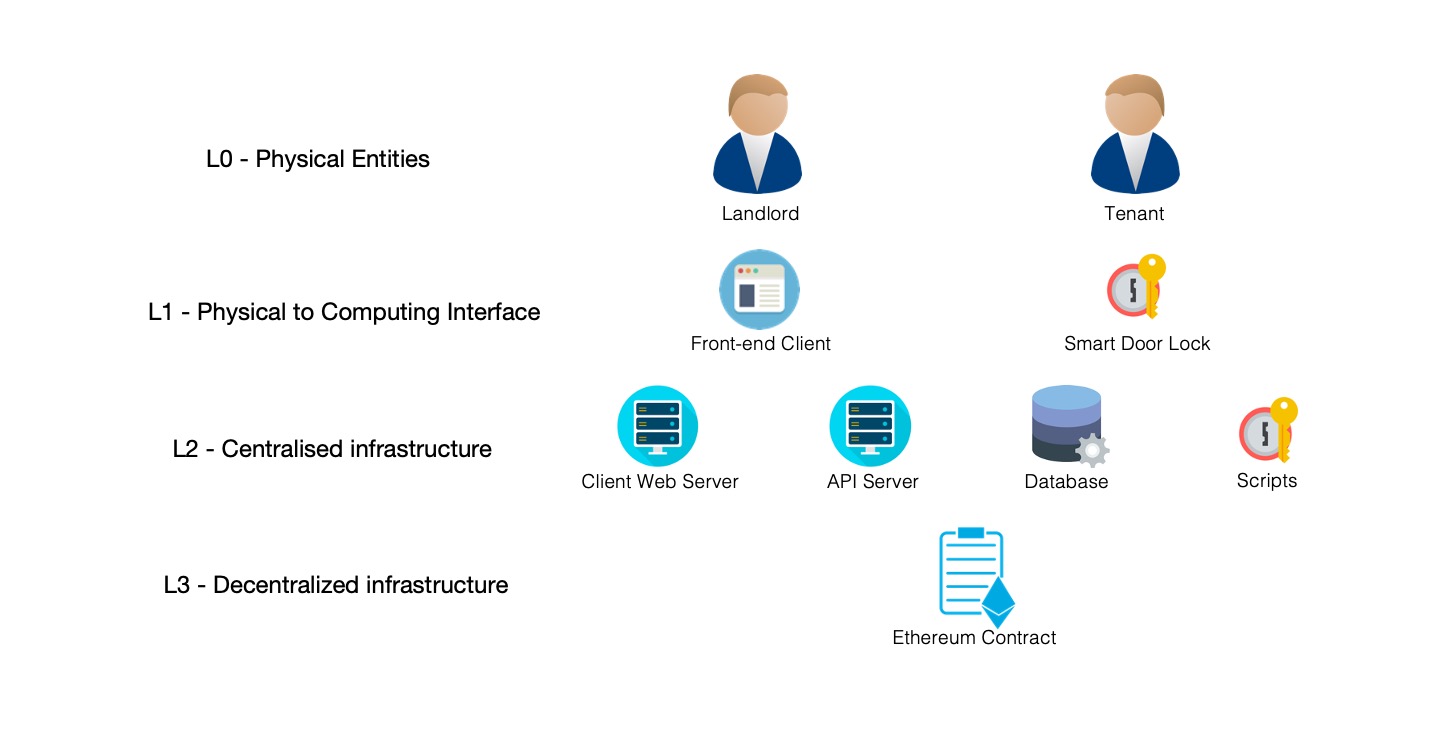 L0 - Physical Entities
Landlord
Tenant
L1 - Physical to Computing Interface
Front-end Client
Smart Door Lock
L2 - Centralised infrastructure
Client Web Server
API Server
Database
Scripts
L3 - Decentralized infrastructure
Ethereum Contract